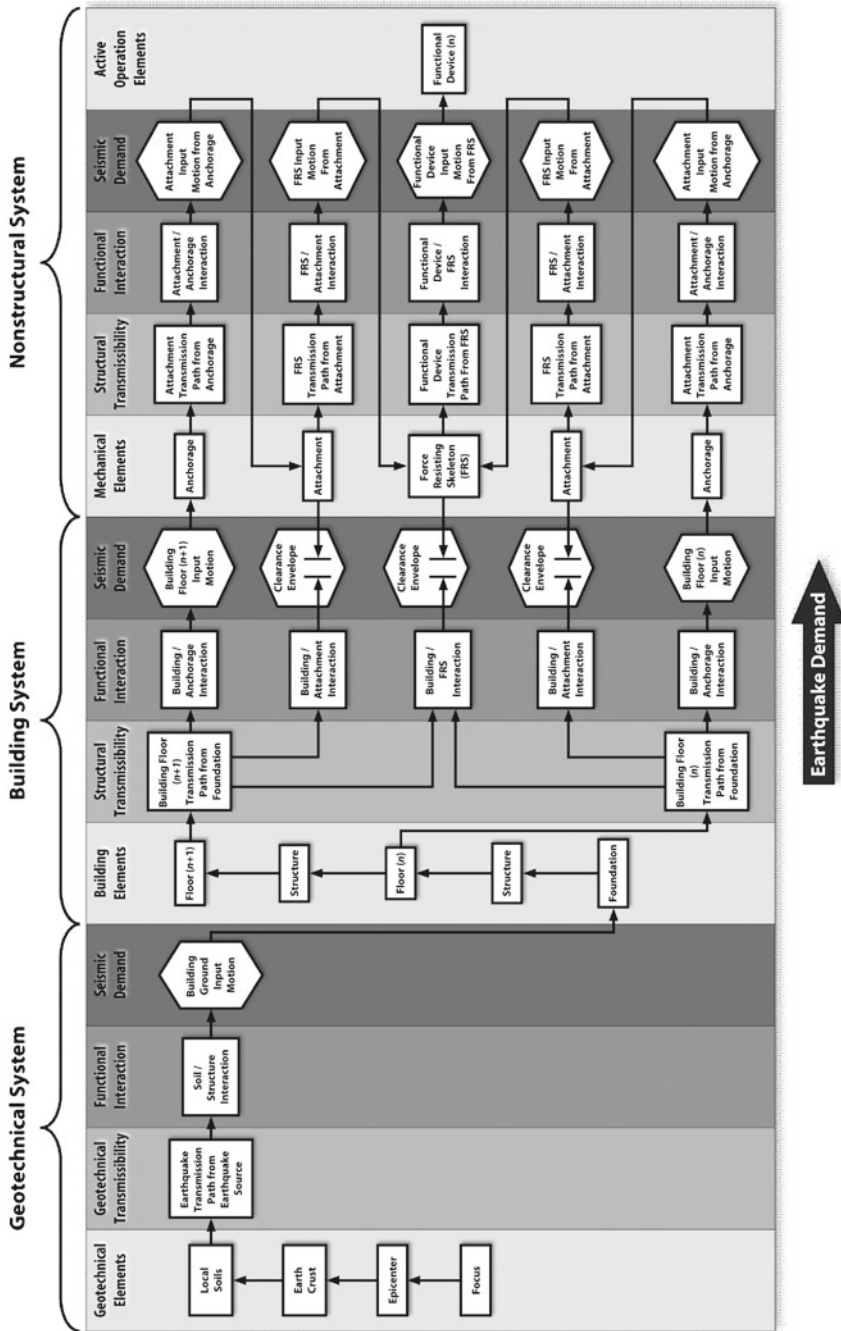 Geotechnical System
Building System
Nonstructural System
Geotechnical
Elements
Geotechnical
Transmissibility
Functional
Interaction
Seismic
Demand
Building
Elements
Structural
Transmissibility
Functional
Interaction
Seismic
Demand
Mechanical
Elements
Structural
Transmissibility
Functional
Interaction
Seismic
Demand
Active
Operation
Elements
Local
Soils
Earth
Crust
Epicenter
Focus
Earthquake
Transmission
Path from
Earthquake
Source
Soil /
Structure
Interaction
Building
Ground
Input
Motion
Floor (n+1)
Structure
Floor (n)
Structure
Foundation
Building Floor
(n+1)
Transmission
Path from
Foundation
Building Floor
(n)
Transmission
Path from
Foundation
Building /
Anchorage
Interaction
Building /
Attachment
Interaction
Building /
FRS
Interaction
Building /
Attachment
Interaction
Building /
Anchorage
Interaction
Building
Floor (n+1)
Input
Motion
Clearance
Envelope
Clearance
Envelope
Clearance
Envelope
Building
Floor (n)
Input
Motion
Anchorage
Attachment
Force
Resisting
Skeleton
(FRS)
Attachment
Anchorage
Attachment
Transmission
Path from
Anchorage
FRS
Transmission
Path from
Attachment
Functional
Device
Transmission
Path From FRS
FRS
Transmission
Path from
Attachment
Attachment
Transmission
Path from
Anchorage
Attachment /
Anchorage
Interaction
FRS /
Attachment
Interaction
Functional
Device /
FRS
Interaction
FRS /
Attachment
Interaction
Attachment /
Anchorage
Interaction
Attachment
Input
Motion from
Anchorage
FRS Input
Motion
From
Attachment
Functional
Device Input
Motion
From FRS
FRS Input
Motion
From
Attachment
Attachment
Input
Motion from
Anchorage
Functional
Device (n)
Earthquake Demand